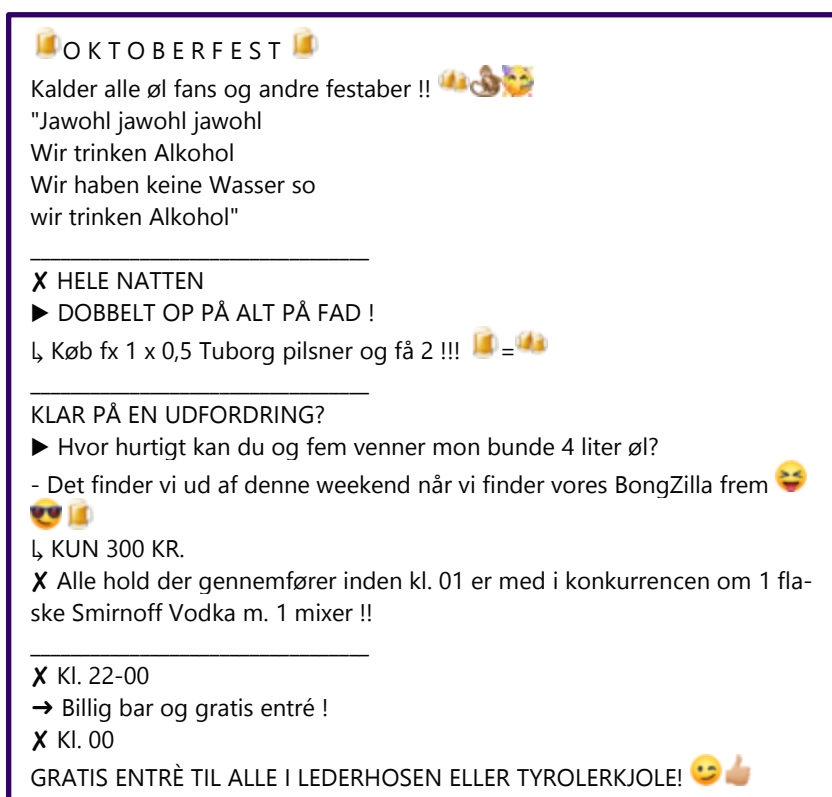 🍺O K T O B E R F E S T 🍺
Kalder alle øl fans og andre festaber !! 🍻🙈🥳
"Jawohl jawohl jawohl
Wir trinken Alkohol
Wir haben keine Wasser so
wir trinken Alkohol"
_________________________________
✘ HELE NATTEN
► DOBBELT OP PÅ ALT PÅ FAD !
↳ Køb fx 1 x 0,5 Tuborg pilsner og få 2 !!! 🍺=🍻
_________________________________
KLAR PÅ EN UDFORDRING?
► Hvor hurtigt kan du og fem venner mon bunde 4 liter øl?
- Det finder vi ud af denne weekend når vi finder vores BongZilla frem 😝
😎🍺
↳ KUN 300 KR.
✘ Alle hold der gennemfører inden kl. 01 er med i konkurrencen om 1 fla-
ske Smirnoff Vodka m. 1 mixer !!
_________________________________
✘ Kl. 22-00
➜ Billig bar og gratis entré !
✘ Kl. 00
GRATIS ENTRÈ TIL ALLE I LEDERHOSEN ELLER TYROLERKJOLE! 😉👍🏼